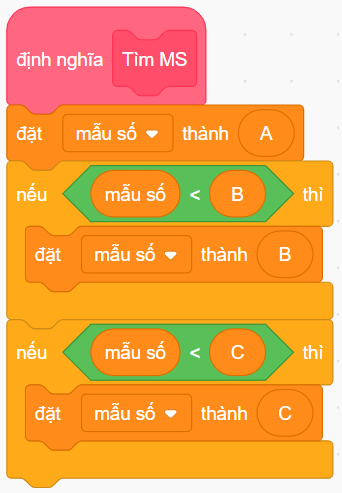 định nghĩa Tìm MS
đặt mẫu số thành A
nếu mẫu số < B thì
đặt mẫu số thành B
nếu mẫu số < C thì
đặt mẫu số thành C